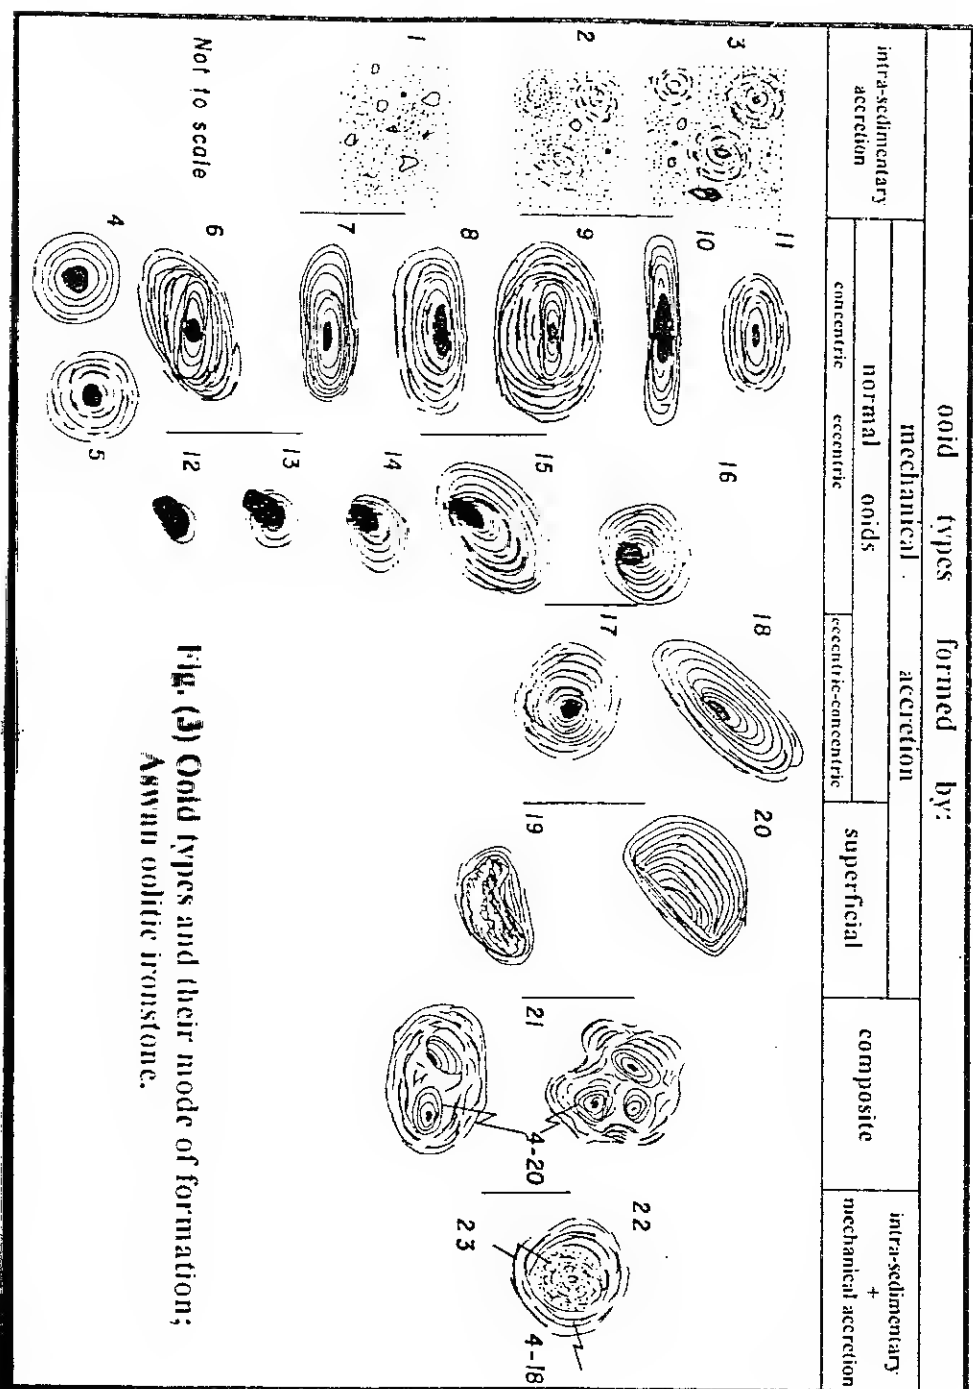 ooid types formed by:
intra-sedimentary
accretion
mechanical accretion
normal ooids
concentric eccentric eccentric-concentric
superficial
composite
intra-sedimentary
+
mechanical accretion
3
2
1
Not to scale
11
10
9
8
7
6
4
5
16
15
14
13
12
18
17
20
19
21
4-20
22
23
4-18
Fig. (3) Ooid types and their mode of formation;
Aswan oolitic ironstone.